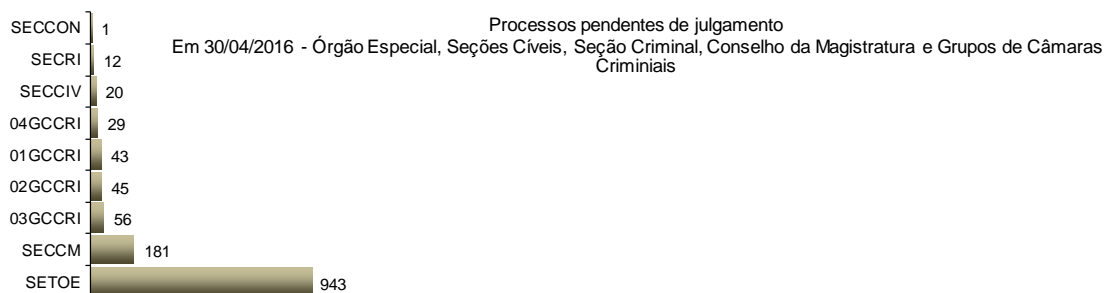 Processos pendentes de julgamento
Em 30/04/2016 - Órgão Especial, Seções Cíveis, Seção Criminal, Conselho da Magistratura e Grupos de Câmaras
Criminiais
SECCON 1
SECRI 12
SECCIV 20
04GCCRI 29
01GCCRI 43
02GCCRI 45
03GCCRI 56
SECCM 181
SETOE 943